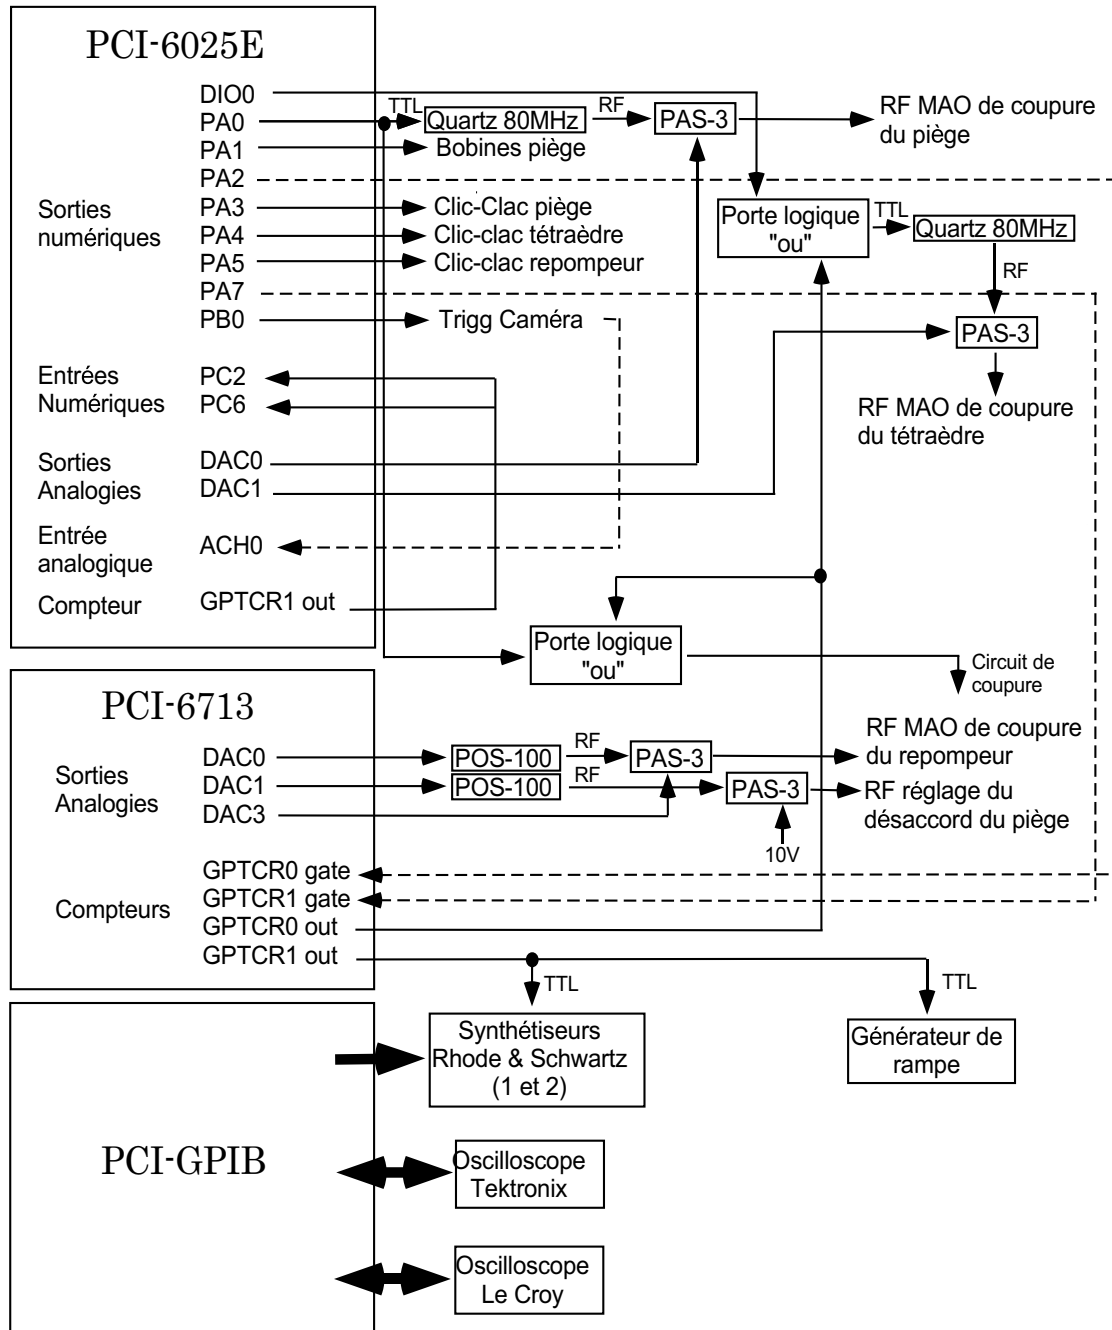 PCI-6025E
DIO0
PA0
PA1
PA2
PA3
PA4
PA5
PA7
PB0
Sorties
numériques
TTL
Quartz 80MHz
RF
PAS-3
RF MAO de coupure
du piège
Bobines piège
Clic-Clac piège
Clic-clac tétraèdre
Clic-clac repompeur
Trigg Caméra
Porte logique
"ou"
TTL
Quartz 80MHz
RF
PAS-3
RF MAO de coupure
du tétraèdre
Entrées
Numériques
PC2
PC6
Sorties
Analogies
DAC0
DAC1
Entrée
analogique
ACH0
Compteur
GPTCR1 out
Porte logique
"ou"
Circuit de
coupure
PCI-6713
Sorties
Analogies
DAC0
DAC1
DAC3
POS-100
POS-100
RF
RF
PAS-3
PAS-3
10V
RF MAO de coupure
du repompeur
RF réglage du
désaccord du piège
Compteurs
GPTCR0 gate
GPTCR1 gate
GPTCR0 out
GPTCR1 out
TTL
TTL
Synthétiseurs
Rhode & Schwartz
(1 et 2)
Générateur de
rampe
PCI-GPIB
Oscilloscope
Tektronix
Oscilloscope
Le Croy